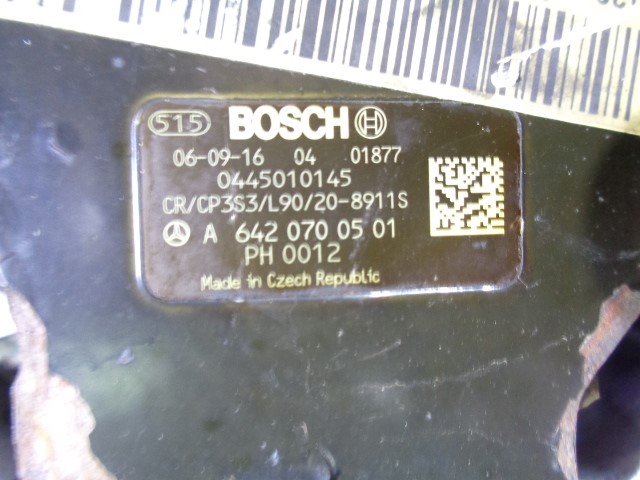 515 BOSCH
06-09-16 04 01877
0445010145
CR/CP3S3/L90/20-8911S
A 642 070 05 01
PH 0012
Made in Czech Republic